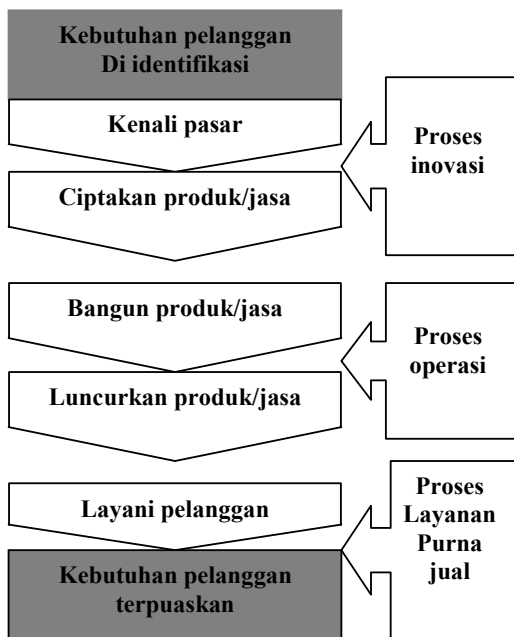 Kebutuhan pelanggan
Di identifikasi
Kenali pasar
Ciptakan produk/jasa
Proses
inovasi
Bangun produk/jasa
Luncurkan produk/jasa
Proses
operasi
Layani pelanggan
Kebutuhan pelanggan
terpuaskan
Proses
Layanan
Purna
jual